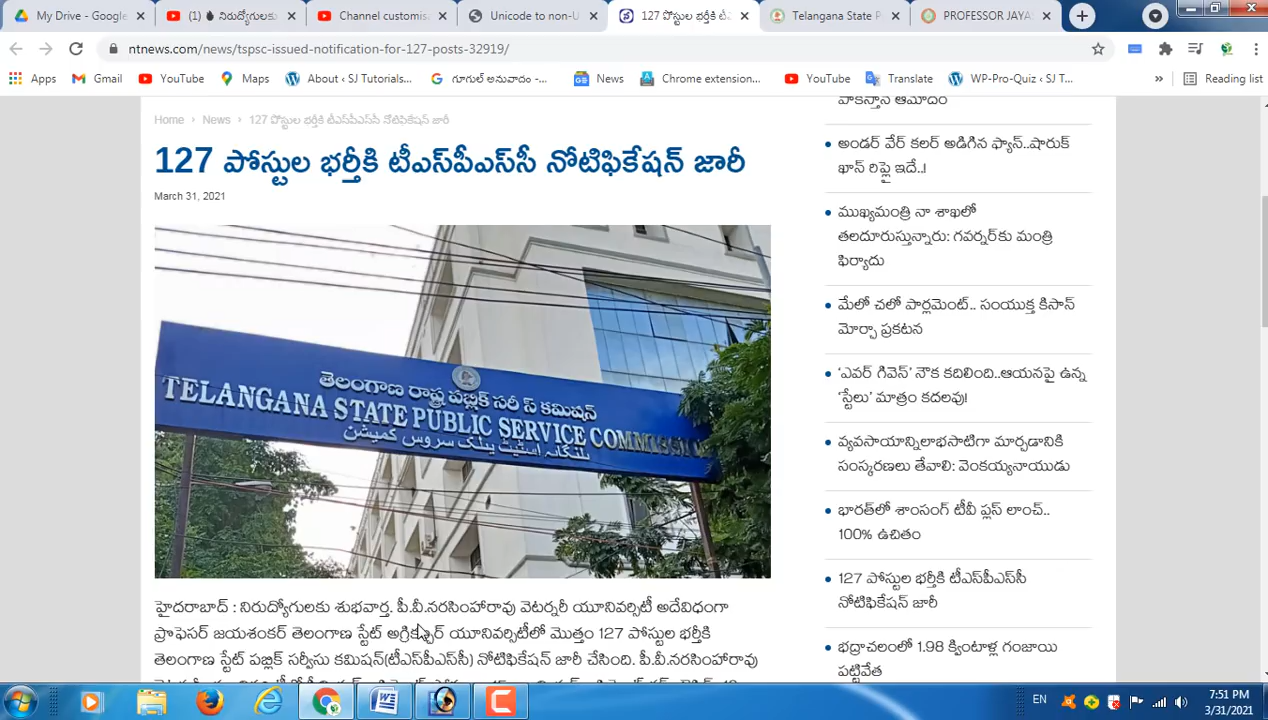 My Drive - Google
(1) నిరుద్యోగులకు
Channel customis
Unicode to non-U
127 పోస్టుల భర్తీకి టీ
Telangana State P
PROFESSOR JAYAS
ntnews.com/news/tspsc-issued-notification-for-127-posts-32919/
Apps
Gmail
YouTube
Maps
About ‹ SJ Tutorials...
గూగుల్ అనువాదం -...
News
Chrome extension...
YouTube
Translate
WP-Pro-Quiz ‹ SJ T...
»
Reading list
Home › News › 127 పోస్టుల భర్తీకి టీఎస్‌పీఎస్‌సీ నోటిఫికేషన్ జారీ
127 పోస్టుల భర్తీకి టీఎస్‌పీఎస్‌సీ నోటిఫికేషన్ జారీ
March 31, 2021
తెలంగాణ రాష్ట్ర పబ్లిక్ సర్వీస్ కమిషన్
TELANGANA STATE PUBLIC SERVICE COMMISSION
تلنگانہ اسٹیٹ پبلک سرویس کمیشن
హైదరాబాద్ : నిరుద్యోగులకు శుభవార్త. పీ.వీ.నరసింహారావు వెటర్నరీ యూనివర్సిటీ అదేవిధంగా
ప్రొఫెసర్ జయశంకర్ తెలంగాణ స్టేట్ అగ్రికల్చర్ యూనివర్సిటీలో మొత్తం 127 పోస్టుల భర్తీకి
తెలంగాణ స్టేట్ పబ్లిక్ సర్వీసు కమిషన్(టీఎస్‌పీఎస్‌సీ) నోటిఫికేషన్ జారీ చేసింది. పీ.వీ.నరసింహారావు
పాకిస్తాన్ ఆమోదం
అండర్ వేర్ కలర్ అడిగిన ఫ్యాన్..షారుక్
ఖాన్ రిప్లై ఇదే..!
ముఖ్యమంత్రి నా శాఖలో
తలదూరుస్తున్నారు: గవర్నర్‌కు మంత్రి
ఫిర్యాదు
మేలో చలో పార్లమెంట్.. సంయుక్త కిసాన్
మోర్చా ప్రకటన
‘ఎవర్ గివెన్’ నౌక కదిలింది..ఆయనపై ఉన్న
‘స్టేలు’ మాత్రం కదలవు!
వ్యవసాయాన్నిలాభసాటిగా మార్చడానికి
సంస్కరణలు తేవాలి: వెంకయ్యనాయుడు
భారత్‌లో శాంసంగ్ టీవీ ప్లస్ లాంచ్..
100% ఉచితం
127 పోస్టుల భర్తీకి టీఎస్‌పీఎస్‌సీ
నోటిఫికేషన్ జారీ
భద్రాచలంలో 1.98 క్వింటాళ్ల గంజాయి
పట్టివేత
EN
7:51 PM
3/31/2021